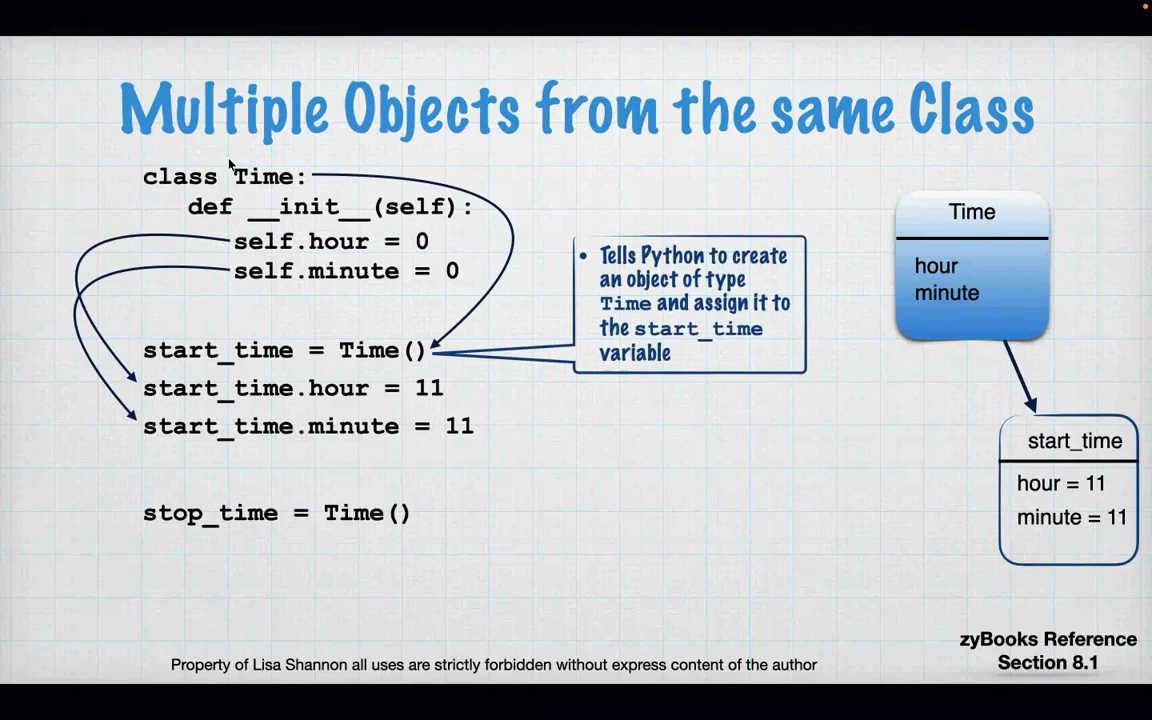 Multiple Objects from the same Class
class Time:
def __init__(self):
self.hour = 0
self.minute = 0
start_time = Time()
start_time.hour = 11
start_time.minute = 11
stop_time = Time()
• Tells Python to create
an object of type
Time and assign it to
the start_time
variable
Time
hour
minute
start_time
hour = 11
minute = 11
zyBooks Reference
Section 8.1
Property of Lisa Shannon all uses are strictly forbidden without express content of the author